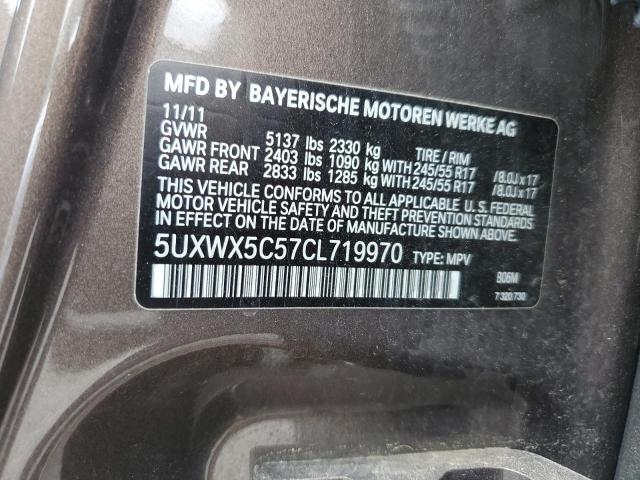 MFD BY BAYERISCHE MOTOREN WERKE AG
11/11
GVWR 5137 lbs 2330 kg TIRE / RIM
GAWR FRONT 2403 lbs 1090 kg WITH 245/55 R17 /8.0J x 17
GAWR REAR 2833 lbs 1285 kg WITH 245/55 R17 /8.0J x 17
THIS VEHICLE CONFORMS TO ALL APPLICABLE U. S. FEDERAL
MOTOR VEHICLE SAFETY AND THEFT PREVENTION STANDARDS
IN EFFECT ON THE DATE OF MANUFACTURE SHOWN ABOVE.
5UXWX5C57CL719970 TYPE: MPV
B06M
7 320 730